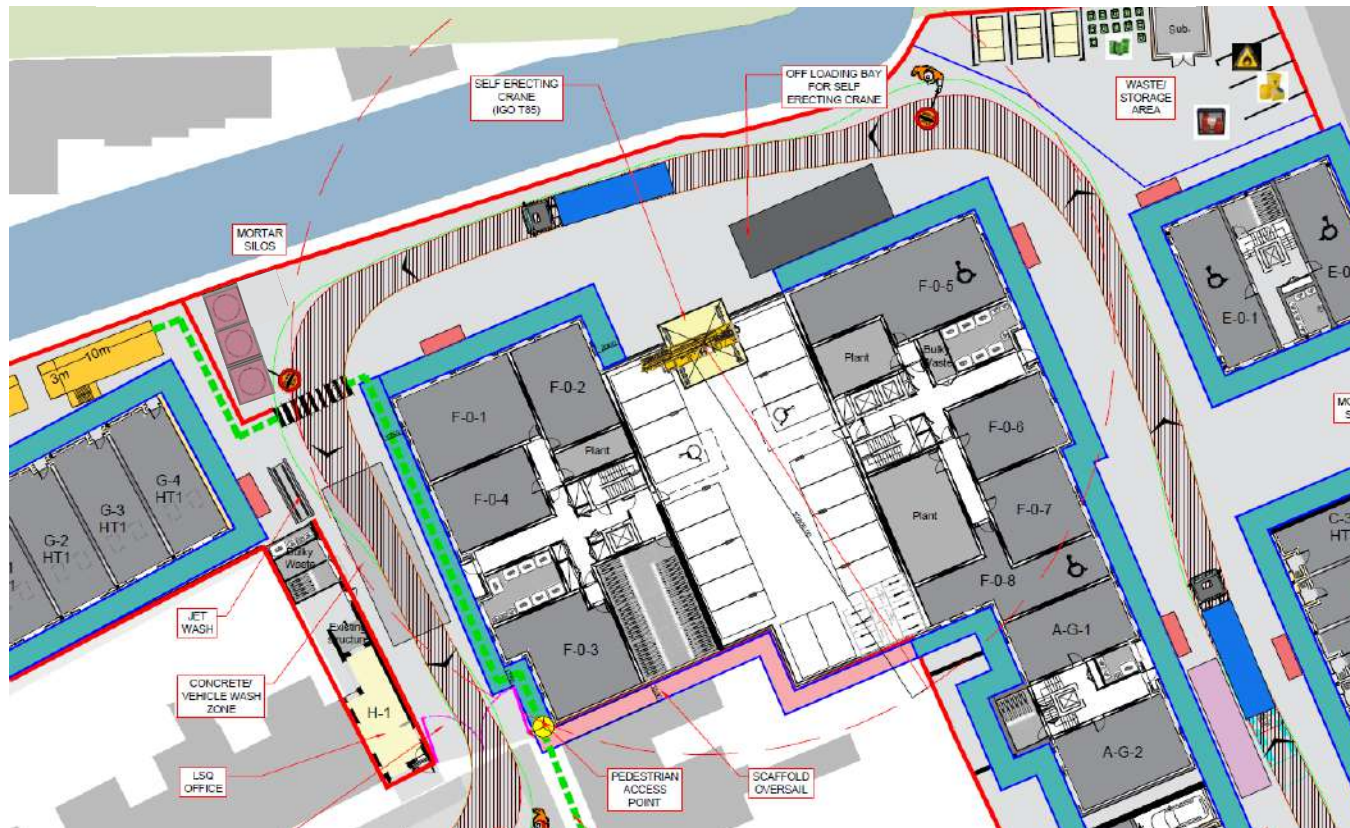 SELF ERECTING
CRANE
(IGO T85)
OFF LOADING BAY
FOR SELF
ERECTING CRANE
Sub.
WASTE/
STORAGE
AREA
MORTAR
SILOS
10m
3m
F-0-5
E-0-1
F-0-2
F-0-1
Plant
Bulky
Waste
F-0-6
Plant
F-0-4
F-0-7
Plant
G-4
HT1
G-3
HT1
G-2
HT1
F-0-8
Bulky
Waste
JET
WASH
Existing
structure
F-0-3
A-G-1
CONCRETE/
VEHICLE WASH
ZONE
H-1
A-G-2
LSQ
OFFICE
PEDESTRIAN
ACCESS
POINT
SCAFFOLD
OVERSAIL